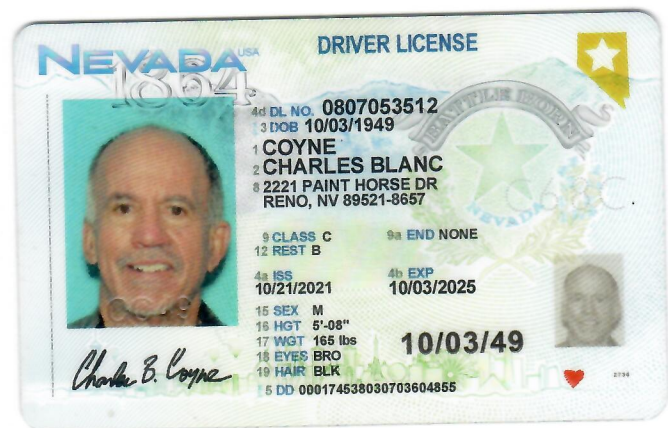 NEVADA USA
DRIVER LICENSE
1864
BATTLE BORN
NEVADA
4d DL NO. 0807053512
3 DOB 10/03/1949
1 COYNE
2 CHARLES BLANC
8 2221 PAINT HORSE DR
RENO, NV 89521-8657
9 CLASS C 9a END NONE
12 REST B
4a ISS 4b EXP
10/21/2021 10/03/2025
15 SEX M
16 HGT 5'-08"
17 WGT 165 lbs
10/03/49
18 EYES BRO
19 HAIR BLK
5 DD 000174538030703604855
Charles B. Coyne